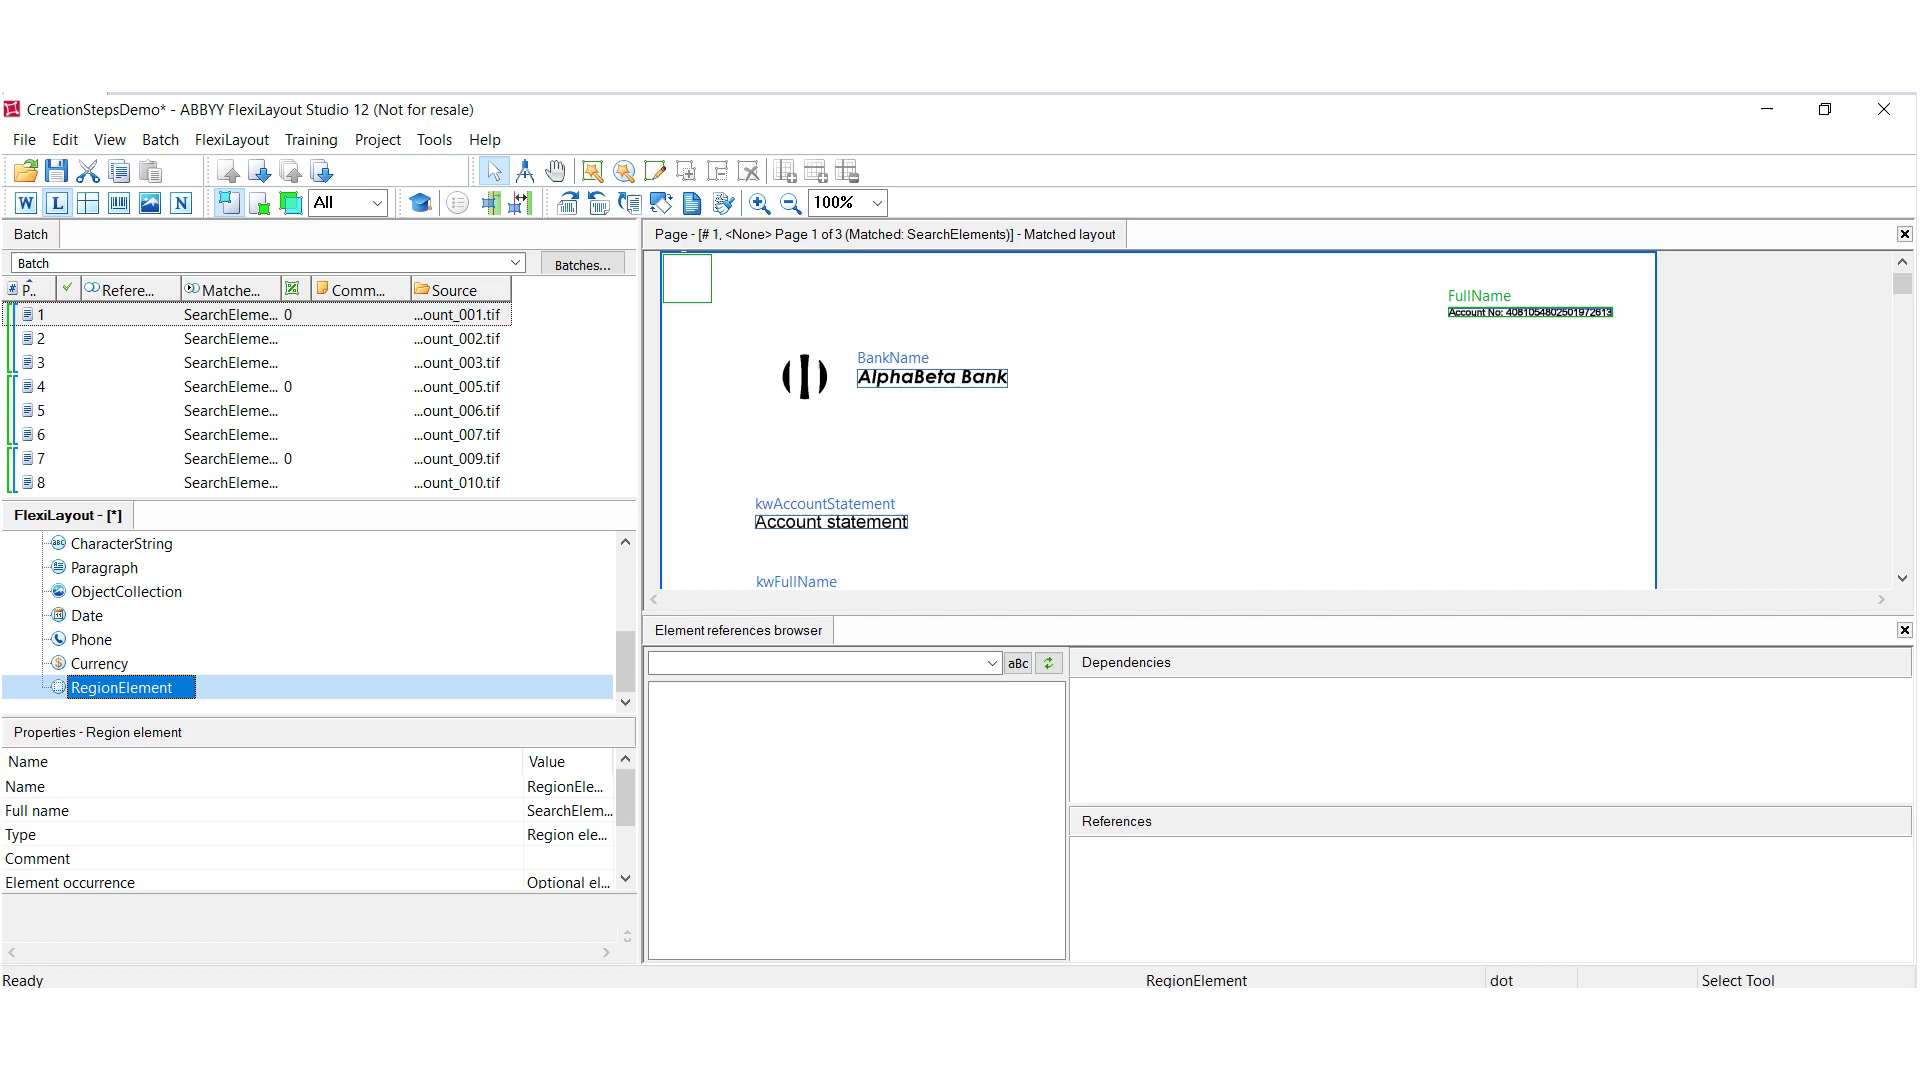 CreationStepsDemo* - ABBYY FlexiLayout Studio 12 (Not for resale)
File Edit View Batch FlexiLayout Training Project Tools Help
W L N All 100%
Batch
Page - [# 1, <None> Page 1 of 3 (Matched: SearchElements)] - Matched layout
Batch Batches...
# P.. Refere... Matche... Comm... Source
1 SearchEleme... 0 ...ount_001.tif
2 SearchEleme... ...ount_002.tif
3 SearchEleme... ...ount_003.tif
4 SearchEleme... 0 ...ount_005.tif
5 SearchEleme... ...ount_006.tif
6 SearchEleme... ...ount_007.tif
7 SearchEleme... 0 ...ount_009.tif
8 SearchEleme... ...ount_010.tif
FullName
Account No: 4081054802501972613
BankName
AlphaBeta Bank
kwAccountStatement
Account statement
kwFullName
FlexiLayout - [*]
CharacterString
Paragraph
ObjectCollection
Date
Phone
Currency
RegionElement
Properties - Region element
Name Value
Name RegionEle...
Full name SearchElem...
Type Region ele...
Comment
Element occurrence Optional el...
Element references browser
aBc
Dependencies
References
Ready RegionElement dot Select Tool